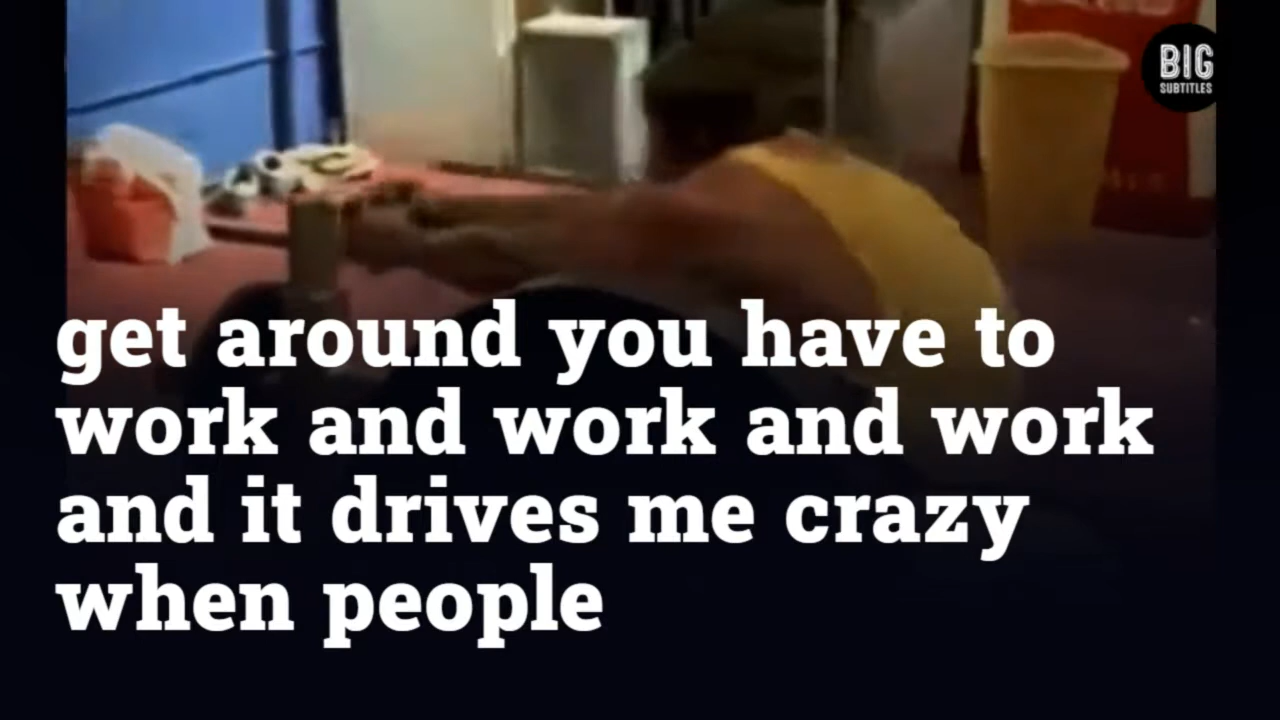 BIG
SUBTITLES
get around you have to
work and work and work
and it drives me crazy
when people